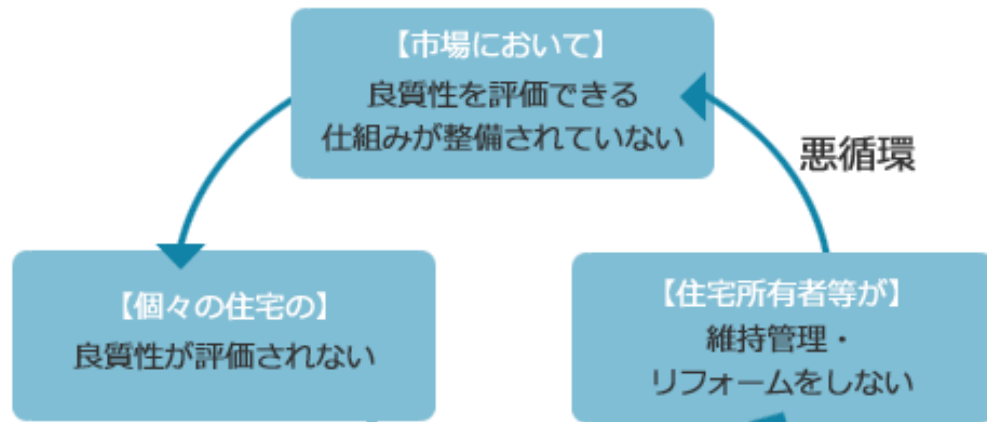 【市場において】
良質性を評価できる
仕組みが整備されていない
悪循環
【個々の住宅の】
良質性が評価されない
【住宅所有者等が】
維持管理・
リフォームをしない